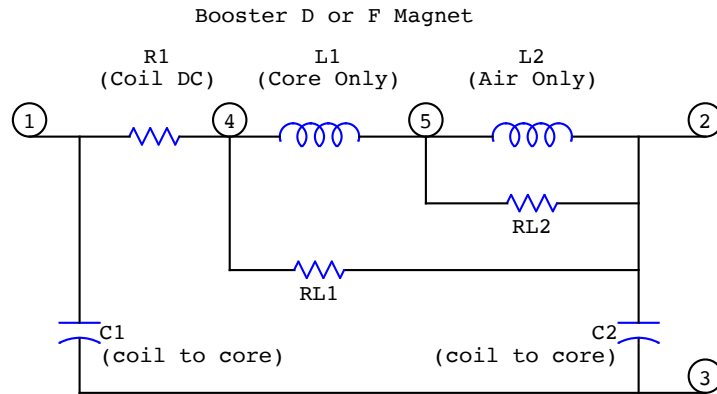 Booster D or F Magnet
R1
(Coil DC)
L1
(Core Only)
L2
(Air Only)
1
4
5
2
RL2
RL1
C1
(coil to core)
C2
(coil to core)
3